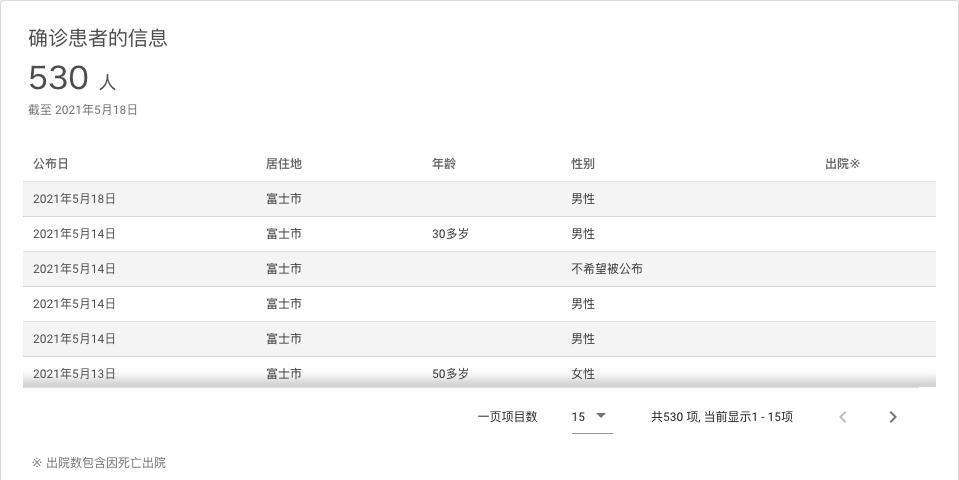 确诊患者的信息
530 人
截至 2021年5月18日
公布日 居住地 年龄 性别 出院※
2021年5月18日 富士市 男性
2021年5月14日 富士市 30多岁 男性
2021年5月14日 富士市 不希望被公布
2021年5月14日 富士市 男性
2021年5月14日 富士市 男性
2021年5月13日 富士市 50多岁 女性
一页项目数 15 共530 项, 当前显示1 - 15项
※ 出院数包含因死亡出院